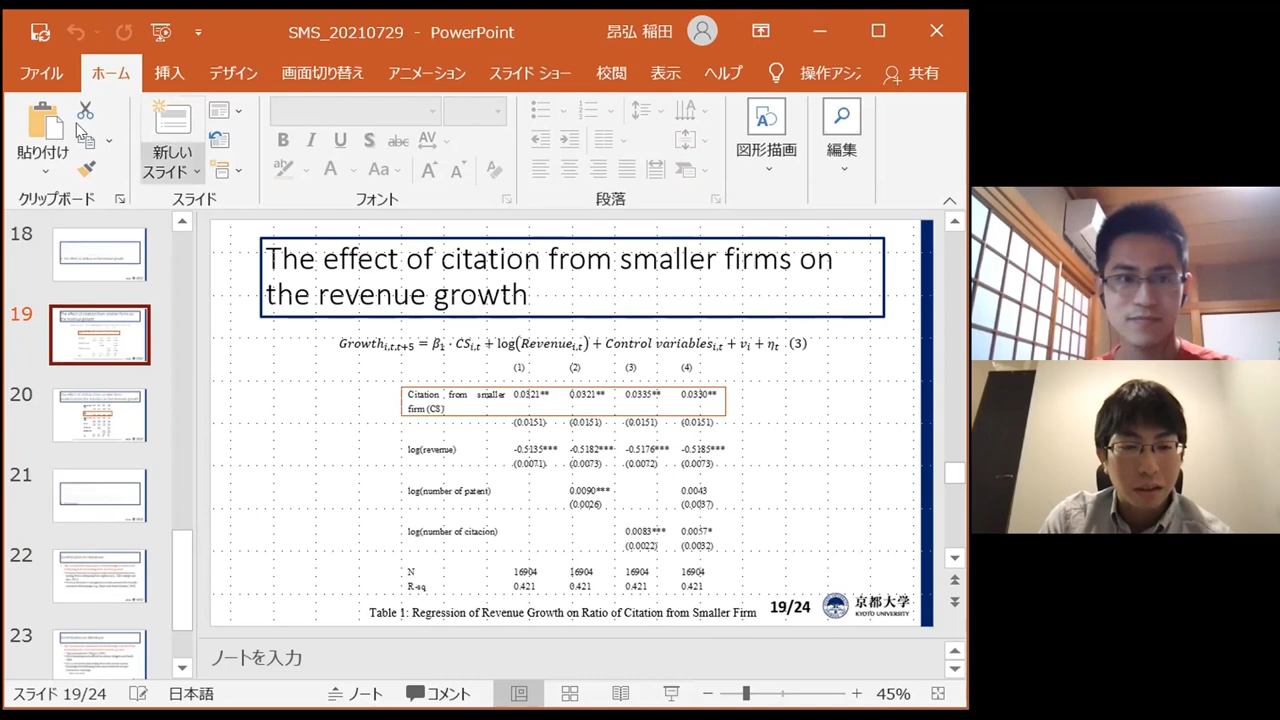 SMS_20210729 - PowerPoint
昂弘 稲田
ファイル ホーム 挿入 デザイン 画面切り替え アニメーション スライド ショー 校閲 表示 ヘルプ 操作アシ 共有
貼り付け
クリップボード
新しい
スライド
スライド
B I U S abc AV
Aa A A
フォント
段落
図形描画
編集
18
19
20
21
22
23
The effect of citation from smaller firms on
the revenue growth
Growth i,t,t+5 = β1 · CS i,t + log(Revenue i,t) + Control variables i,t + νi + ηt (3)
(1) (2) (3) (4)
Citation from smaller 0.0321** 0.0321** 0.0335** 0.0330**
firm (CS)
(0.0151) (0.0151) (0.0151) (0.0151)
log(revenue) -0.5135*** -0.5182*** -0.5176*** -0.5185***
(0.0071) (0.0073) (0.0072) (0.0073)
log(number of patent) 0.0090*** 0.0043
(0.0026) (0.0037)
log(number of citacion) 0.0083*** 0.0057*
(0.0022) (0.0032)
N 16904 16904 16904 16904
R-sq 0.421 0.421 0.421 0.421
Table 1: Regression of Revenue Growth on Ratio of Citation from Smaller Firm
19/24
京都大学
KYOTO UNIVERSITY
ノートを入力
スライド 19/24 日本語 ノート コメント 45%